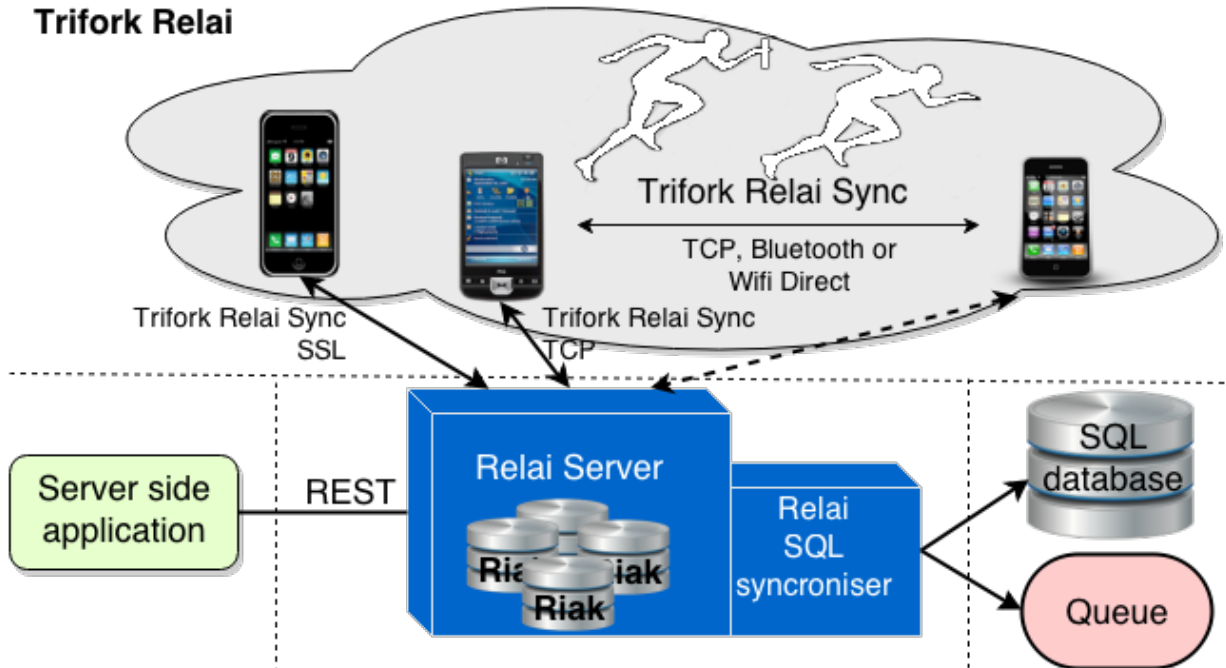 Trifork Relai
Trifork Relai Sync
TCP, Bluetooth or
Wifi Direct
Trifork Relai Sync
SSL
Trifork Relai Sync
TCP
Server side
application
REST
Relai Server
Riak
Riak
Relai
SQL
syncroniser
SQL
database
Queue